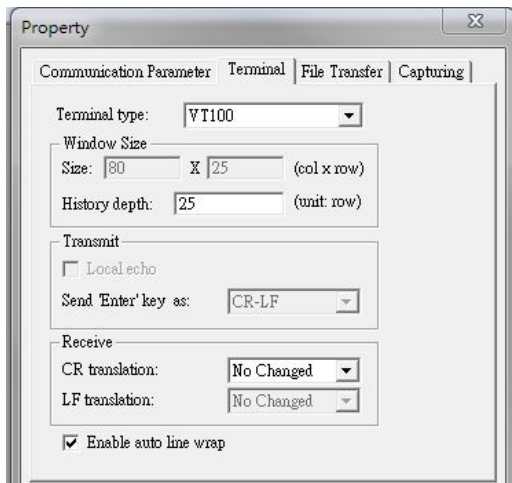 Property
Communication Parameter Terminal File Transfer Capturing
Terminal type: VT100
Window Size
Size: 80 X 25 (col x row)
History depth: 25 (unit: row)
Transmit
Local echo
Send 'Enter' key as: CR-LF
Receive
CR translation: No Changed
LF translation: No Changed
Enable auto line wrap